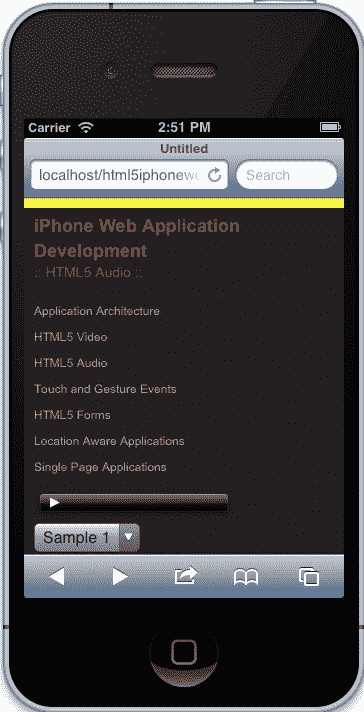 Carrier 2:51 PM
Untitled
localhost/html5iphonew Search
iPhone Web Application
Development
:: HTML5 Audio ::
Application Architecture
HTML5 Video
HTML5 Audio
Touch and Gesture Events
HTML5 Forms
Location Aware Applications
Single Page Applications
Sample 1